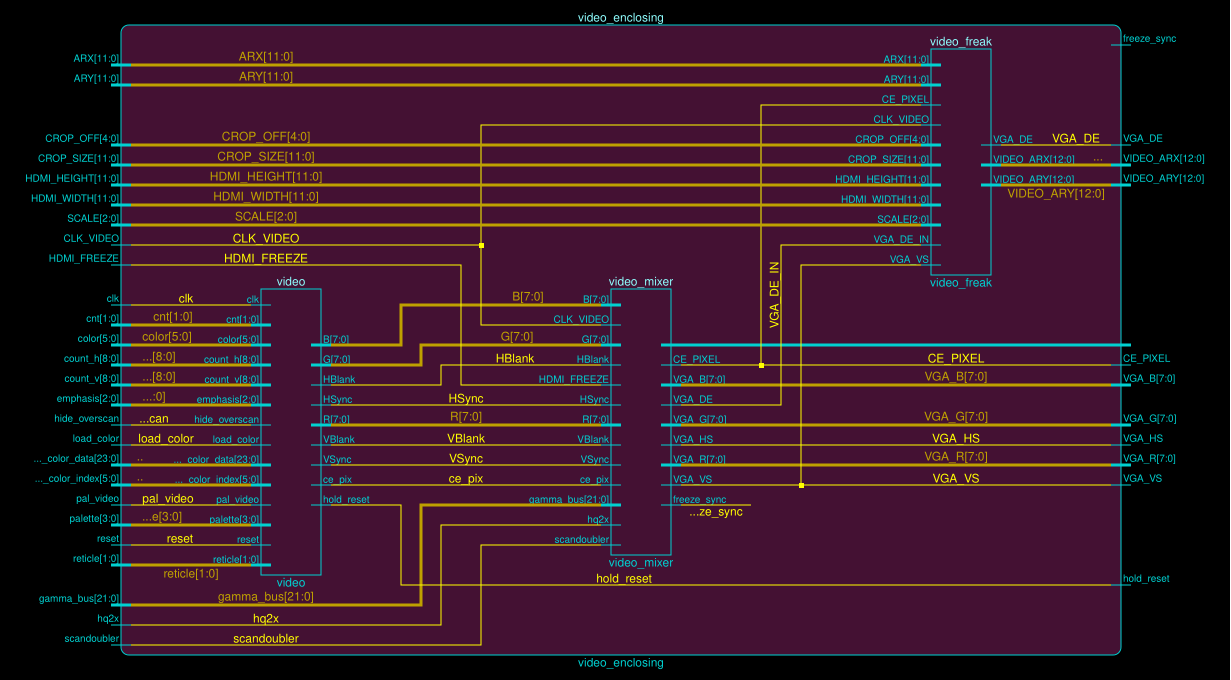 video_enclosing
freeze_sync
video_freak
ARX[11:0] ARX[11:0] ARX[11:0]
ARY[11:0] ARY[11:0] ARY[11:0]
CE_PIXEL
CLK_VIDEO
CROP_OFF[4:0] CROP_OFF[4:0] CROP_OFF[4:0] VGA_DE VGA_DE VGA_DE
CROP_SIZE[11:0] CROP_SIZE[11:0] CROP_SIZE[11:0] VIDEO_ARX[12:0] ... VIDEO_ARX[12:0]
HDMI_HEIGHT[11:0] HDMI_HEIGHT[11:0] HDMI_HEIGHT[11:0] VIDEO_ARY[12:0] VIDEO_ARY[12:0]
VIDEO_ARY[12:0]
HDMI_WIDTH[11:0] HDMI_WIDTH[11:0] HDMI_WIDTH[11:0]
SCALE[2:0] SCALE[2:0] SCALE[2:0]
CLK_VIDEO CLK_VIDEO VGA_DE_IN
HDMI_FREEZE HDMI_FREEZE VGA_VS
video video_mixer video_freak
VGA_DE_IN
clk clk clk B[7:0] B[7:0]
cnt[1:0] cnt[1:0] cnt[1:0] CLK_VIDEO
color[5:0] color[5:0] color[5:0] B[7:0] G[7:0] G[7:0]
count_h[8:0] ...[8:0] count_h[8:0] G[7:0] HBlank HBlank CE_PIXEL CE_PIXEL CE_PIXEL
count_v[8:0] ...[8:0] count_v[8:0] HBlank HDMI_FREEZE VGA_B[7:0] VGA_B[7:0] VGA_B[7:0]
emphasis[2:0] ...:0] emphasis[2:0] HSync HSync HSync VGA_DE
hide_overscan ...can hide_overscan R[7:0] R[7:0] R[7:0] VGA_G[7:0] VGA_G[7:0] VGA_G[7:0]
load_color load_color load_color VBlank VBlank VBlank VGA_HS VGA_HS VGA_HS
..._color_data[23:0] .. ..._color_data[23:0] VSync VSync VSync VGA_R[7:0] VGA_R[7:0] VGA_R[7:0]
..._color_index[5:0] .. ..._color_index[5:0] ce_pix ce_pix ce_pix VGA_VS VGA_VS VGA_VS
pal_video pal_video pal_video hold_reset gamma_bus[21:0] freeze_sync
...ze_sync
palette[3:0] ...e[3:0] palette[3:0] hq2x
reset reset reset scandoubler
reticle[1:0] reticle[1:0]
reticle[1:0]
video_mixer
video
hold_reset hold_reset
gamma_bus[21:0] gamma_bus[21:0]
hq2x hq2x
scandoubler scandoubler
video_enclosing